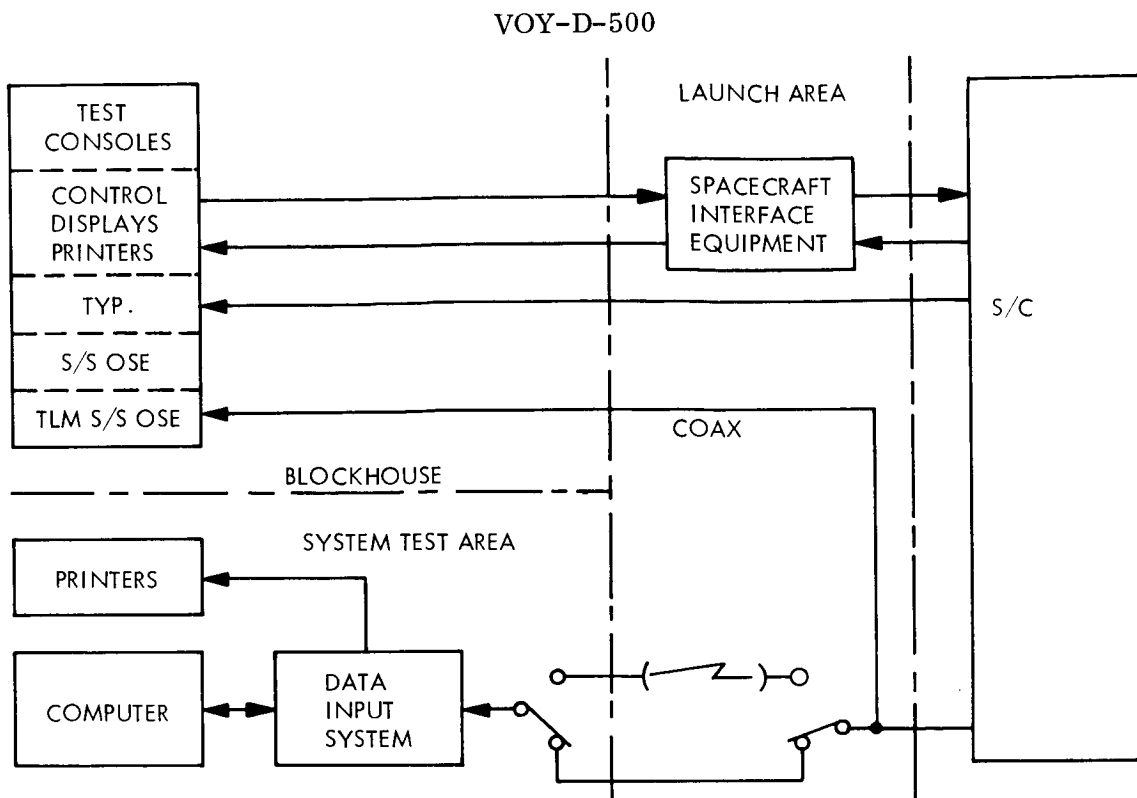 VOY-D-500
LAUNCH AREA
TEST
CONSOLES
CONTROL
DISPLAYS
PRINTERS
TYP.
S/S OSE
TLM S/S OSE
SPACECRAFT
INTERFACE
EQUIPMENT
S/C
COAX
BLOCKHOUSE
SYSTEM TEST AREA
PRINTERS
COMPUTER
DATA
INPUT
SYSTEM